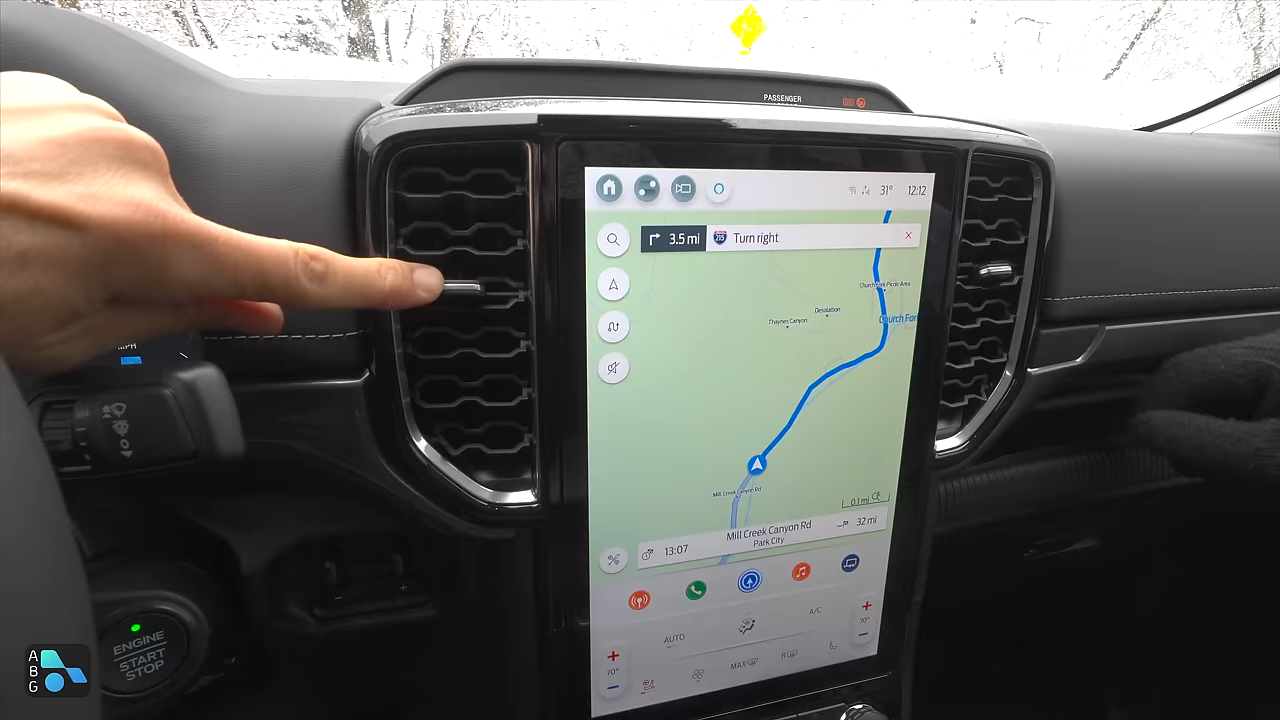 PASSENGER
31° 12:12
3.5 mi 215 Turn right
Church Fork Picnic Area
Desolation
Thaynes Canyon
Church Fork
Mill Creek Canyon Rd
0.1 mi
Mill Creek Canyon Rd
Park City
13:07
32 mi
A/C
AUTO
+
70°
+
70°
MAX
R
MPH
ENGINE
START
STOP
A
B
G